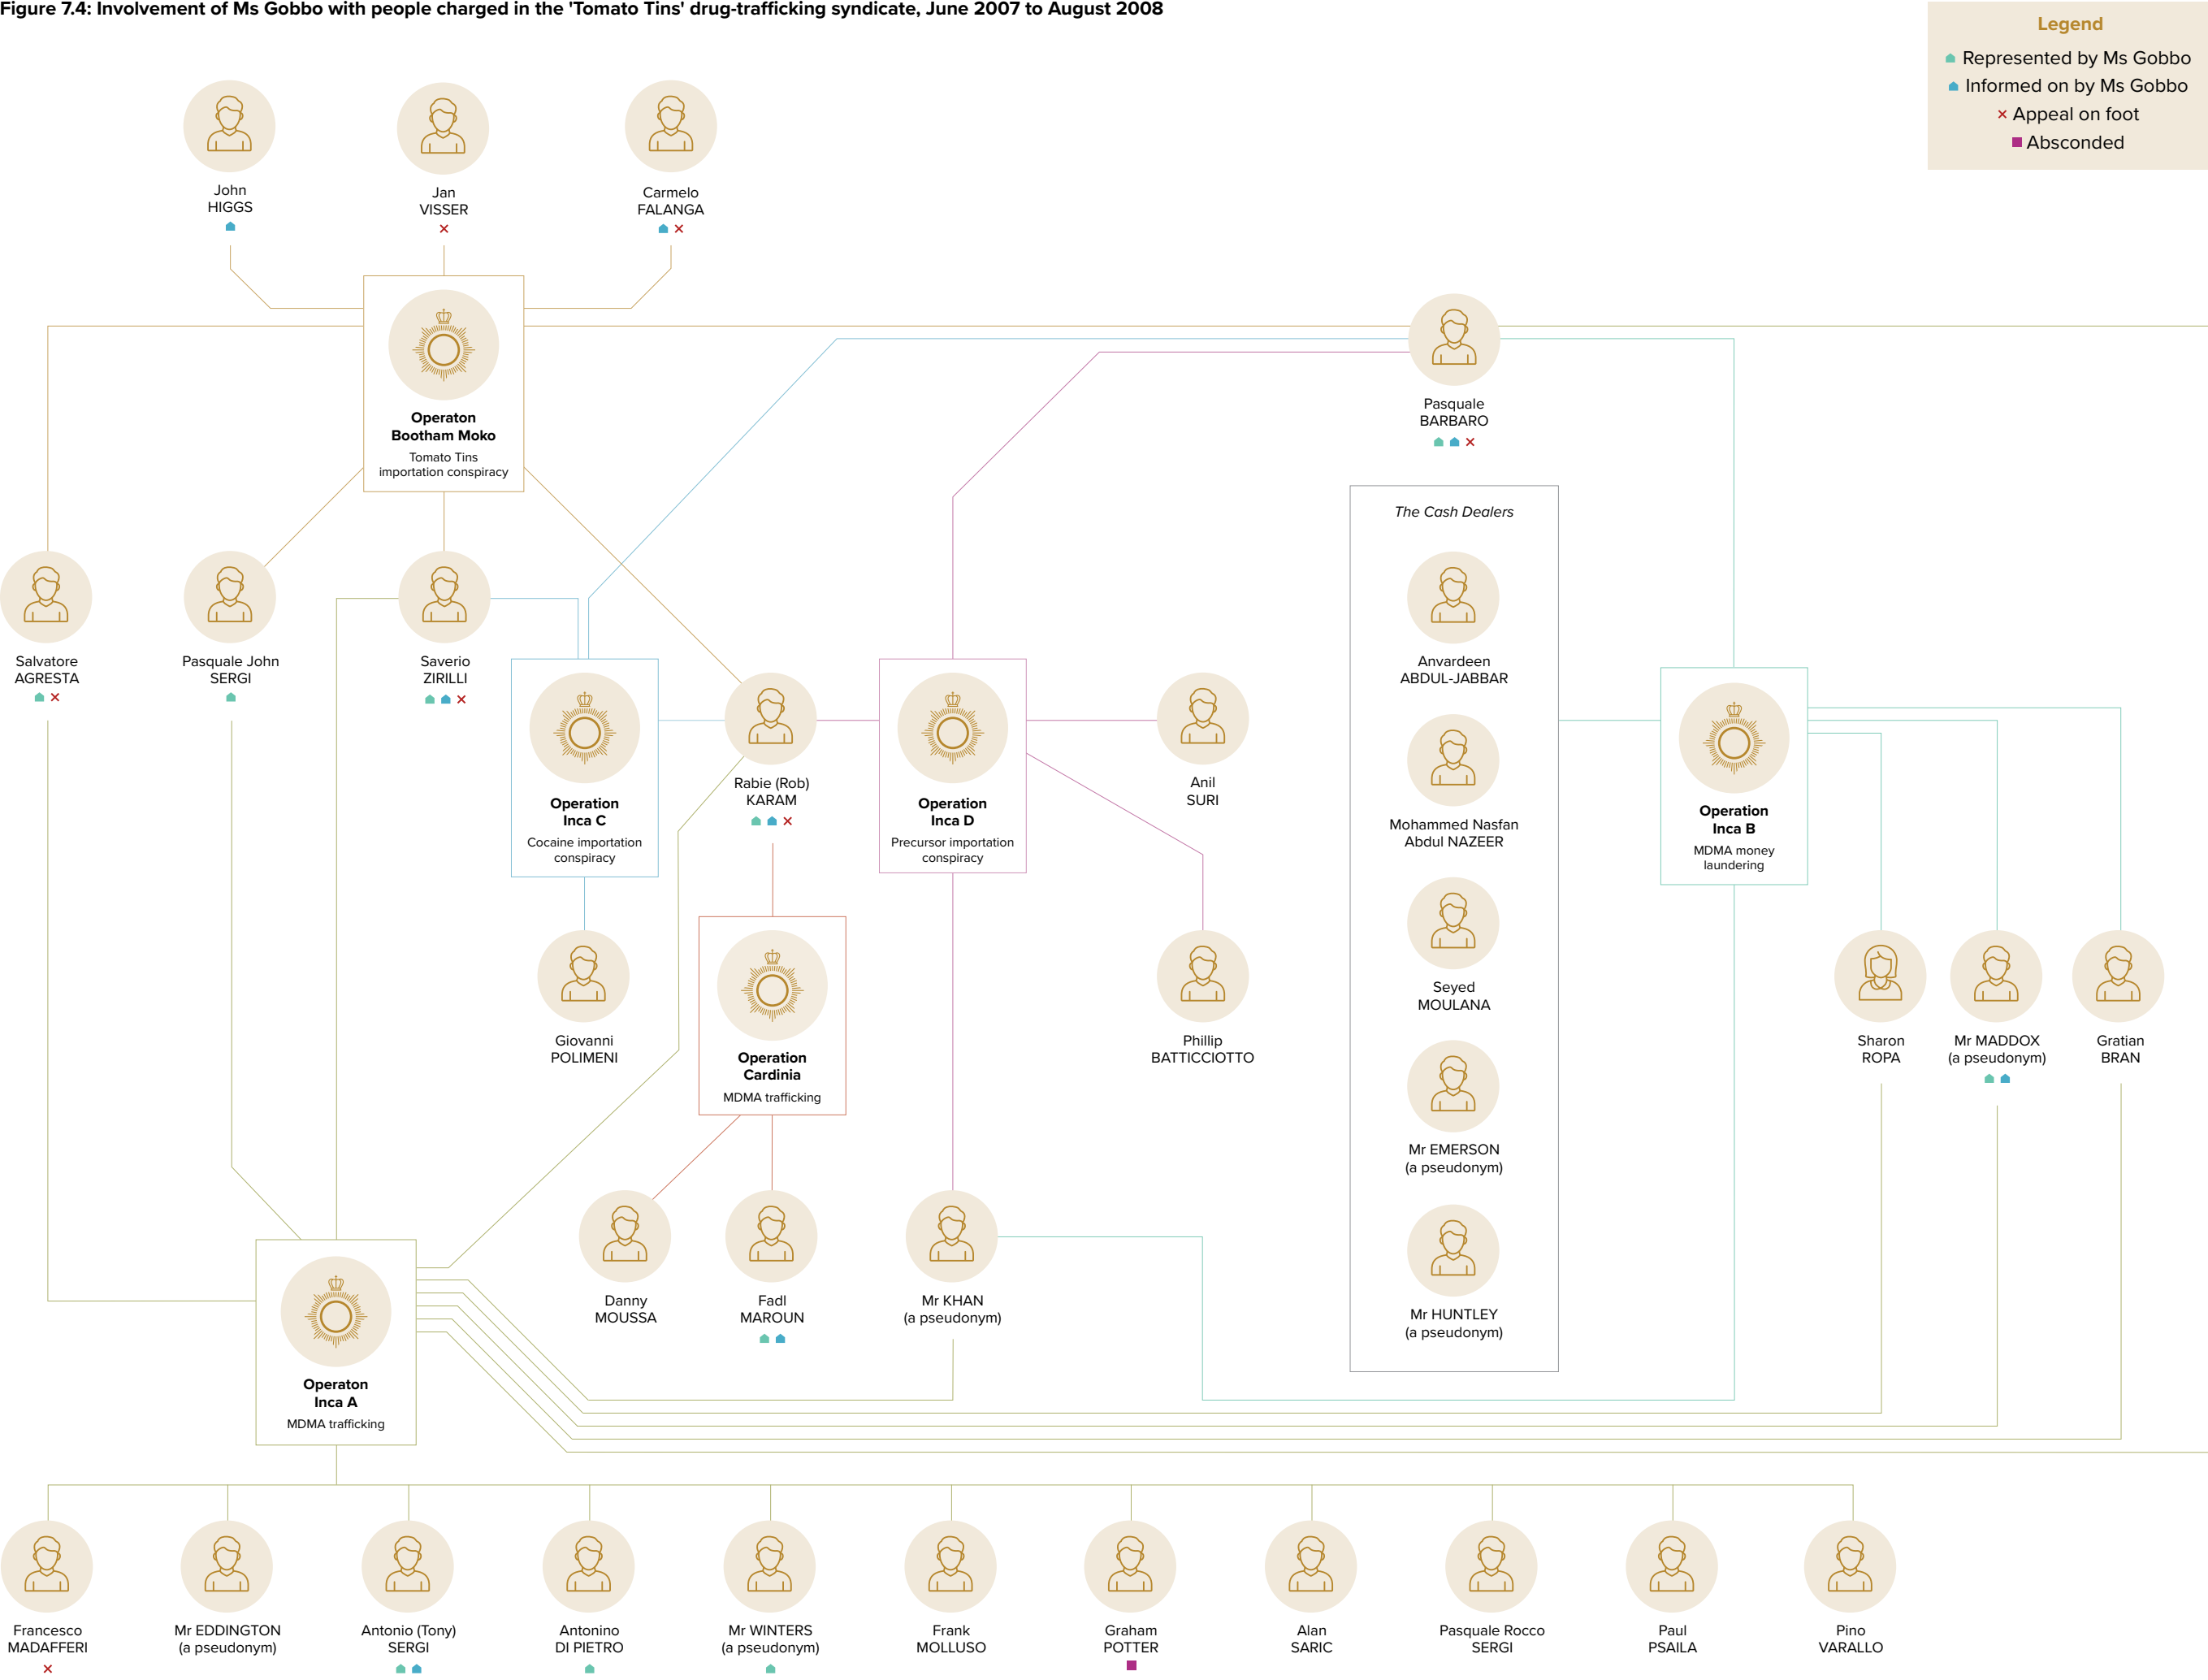 Figure 7.4: Involvement of Ms Gobbo with people charged in the 'Tomato Tins' drug-trafficking syndicate, June 2007 to August 2008
Legend
Represented by Ms Gobbo
Informed on by Ms Gobbo
Appeal on foot
Absconded
John
HIGGS
Jan
VISSER
Carmelo
FALANGA
Operaton
Bootham Moko
Tomato Tins
importation conspiracy
Pasquale
BARBARO
The Cash Dealers
Anvardeen
ABDUL-JABBAR
Mohammed Nasfan
Abdul NAZEER
Seyed
MOULANA
Mr EMERSON
(a pseudonym)
Mr HUNTLEY
(a pseudonym)
Salvatore
AGRESTA
Pasquale John
SERGI
Saverio
ZIRILLI
Operation
Inca C
Cocaine importation
conspiracy
Rabie (Rob)
KARAM
Operation
Inca D
Precursor importation
conspiracy
Anil
SURI
Operation
Inca B
MDMA money
laundering
Giovanni
POLIMENI
Operation
Cardinia
MDMA trafficking
Phillip
BATTICCIOTTO
Sharon
ROPA
Mr MADDOX
(a pseudonym)
Gratian
BRAN
Danny
MOUSSA
Fadl
MAROUN
Mr KHAN
(a pseudonym)
Operaton
Inca A
MDMA trafficking
Francesco
MADAFFERI
Mr EDDINGTON
(a pseudonym)
Antonio (Tony)
SERGI
Antonino
DI PIETRO
Mr WINTERS
(a pseudonym)
Frank
MOLLUSO
Graham
POTTER
Alan
SARIC
Pasquale Rocco
SERGI
Paul
PSAILA
Pino
VARALLO